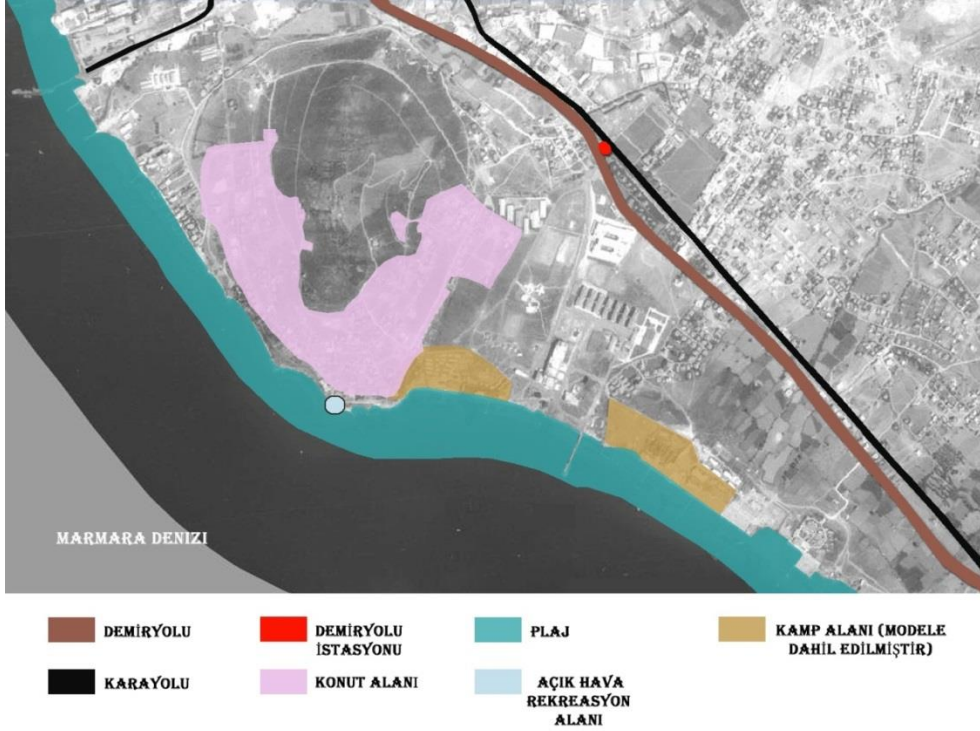 MARMARA DENIZI
DEMİRYOLU
DEMİRYOLU
İSTASYONU
PLAJ
KAMP ALANI (MODELE
DAHİL EDİLMİŞTİR)
KARAYOLU
KONUT ALANI
AÇIK HAVA
REKREASYON
ALANI